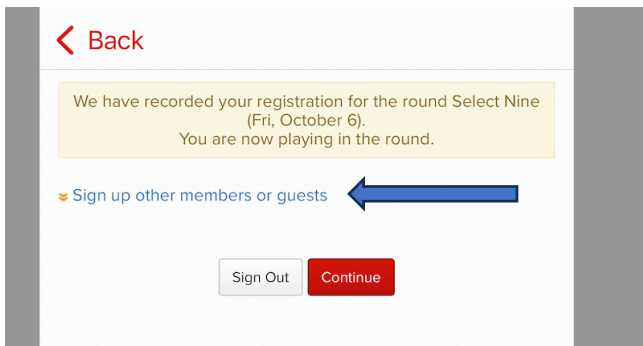 Back
We have recorded your registration for the round Select Nine
(Fri, October 6).
You are now playing in the round.
Sign up other members or guests
Sign Out
Continue